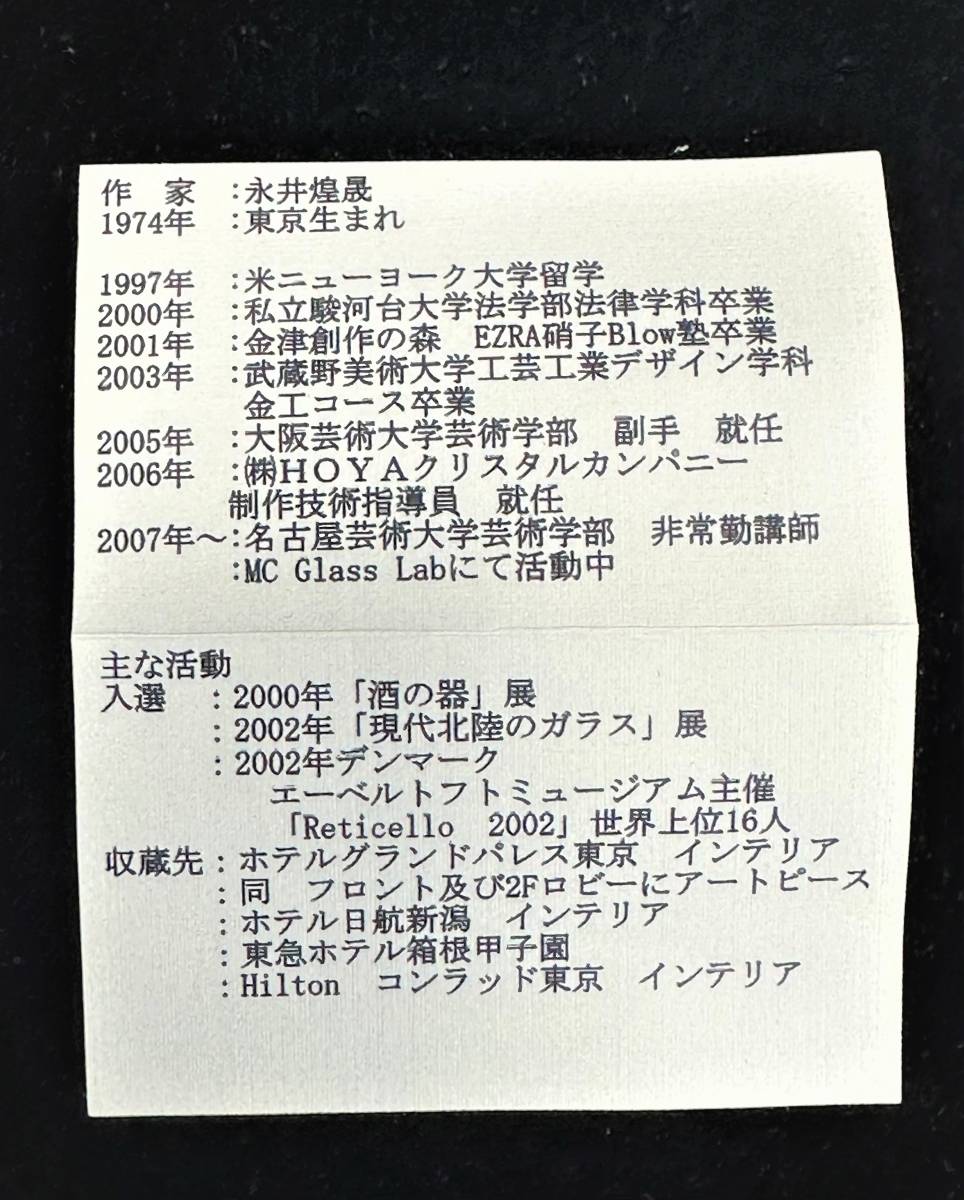 作　家　：永井煌晟
1974年　：東京生まれ
1997年　：米ニューヨーク大学留学
2000年　：私立駿河台大学法学部法律学科卒業
2001年　：金津創作の森　EZRA硝子Blow塾卒業
2003年　：武蔵野美術大学工芸工業デザイン学科
金工コース卒業
2005年　：大阪芸術大学芸術学部　副手　就任
2006年　：㈱ＨＯＹＡクリスタルカンパニー
制作技術指導員　就任
2007年～：名古屋芸術大学芸術学部　非常勤講師
：MC Glass Labにて活動中
主な活動
入選　：2000年「酒の器」展
：2002年「現代北陸のガラス」展
：2002年デンマーク
エーベルトフトミュージアム主催
「Reticello　2002」世界上位16人
収蔵先：ホテルグランドパレス東京　インテリア
：同　フロント及び2Fロビーにアートピース
：ホテル日航新潟　インテリア
：東急ホテル箱根甲子園
：Hilton　コンラッド東京　インテリア